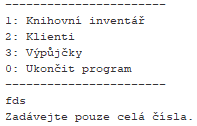 -----------------------
1: Knihovní inventář
2: Klienti
3: Výpůjčky
0: Ukončit program
-----------------------
fds
Zadávejte pouze celá čísla.